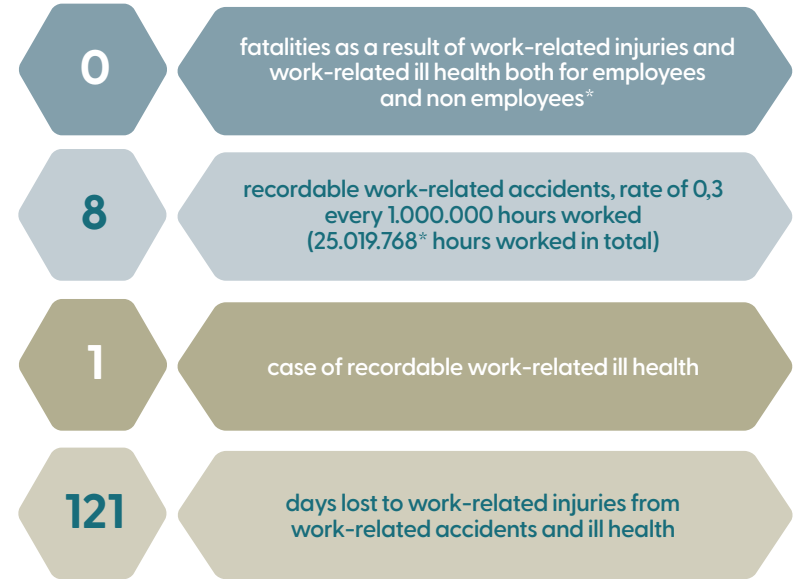 0
fatalities as a result of work-related injuries and
work-related ill health both for employees
and non employees*
8
recordable work-related accidents, rate of 0,3
every 1.000.000 hours worked
(25.019.768* hours worked in total)
1
case of recordable work-related ill health
121
days lost to work-related injuries from
work-related accidents and ill health